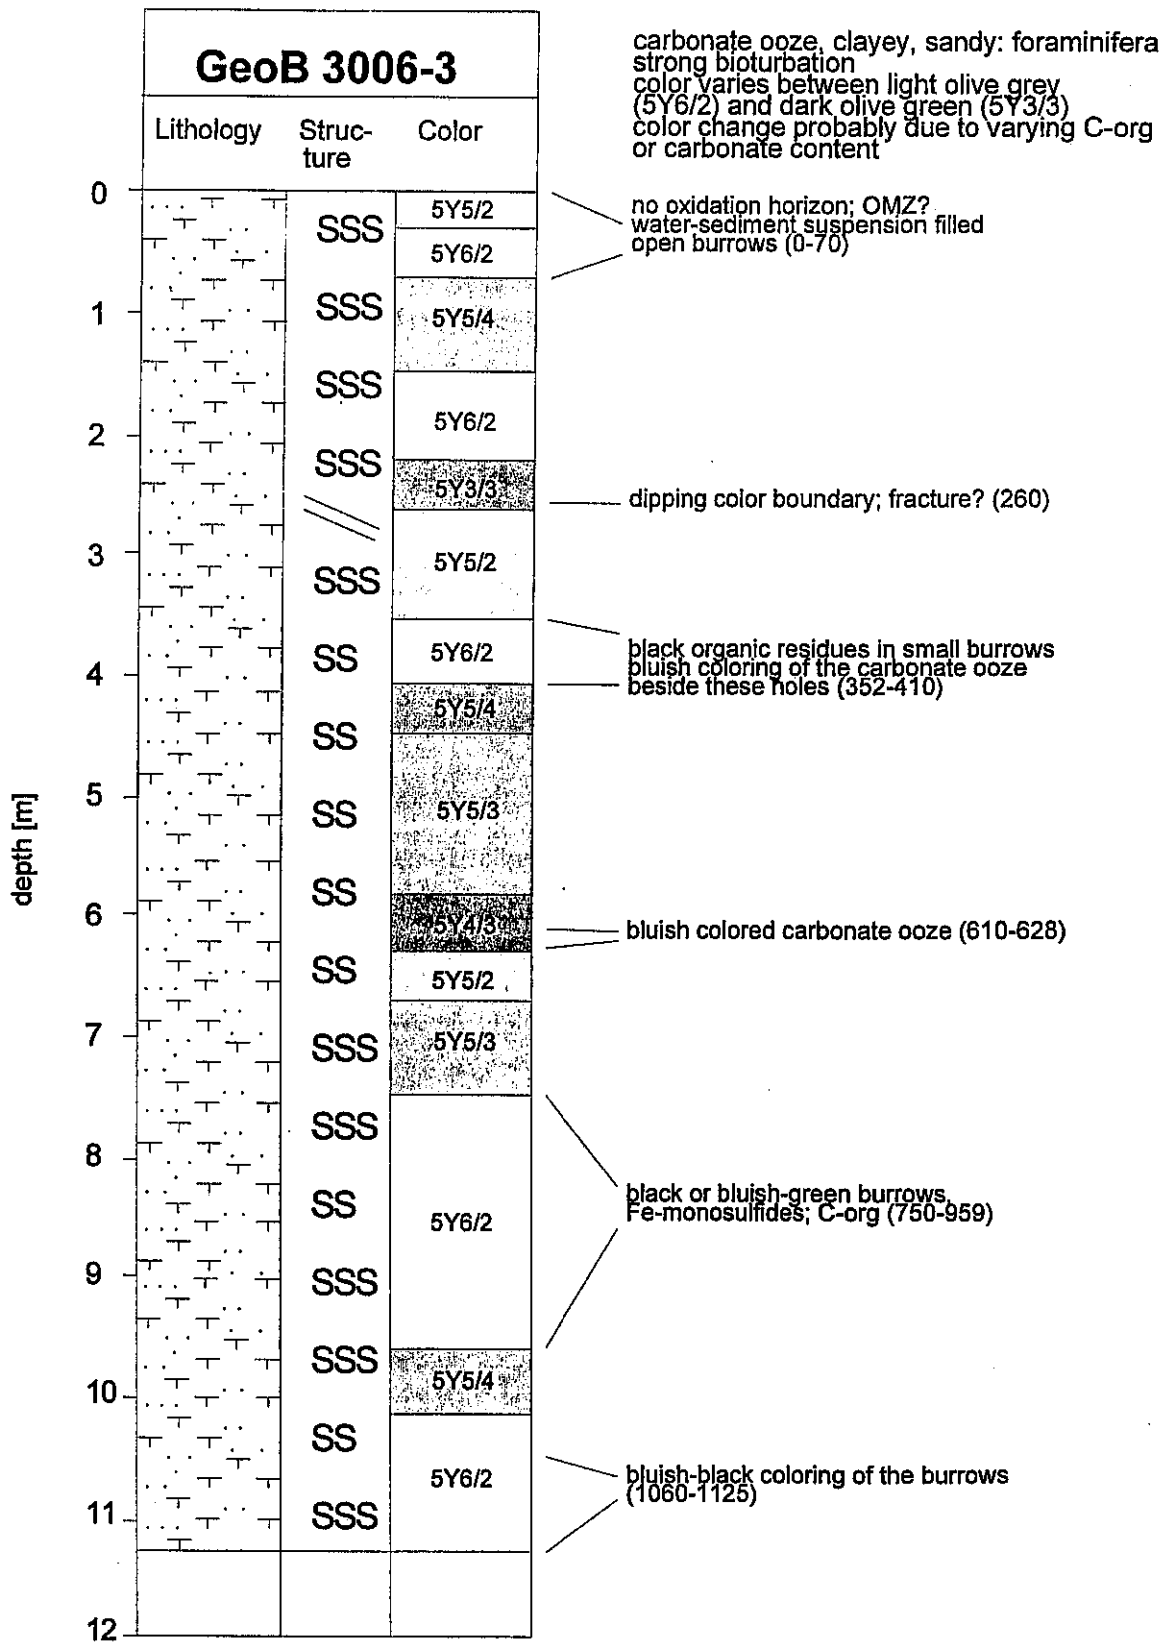 GeoB 3006-3
carbonate ooze, clayey, sandy: foraminifera
strong bioturbation
color varies between light olive grey
(5Y6/2) and dark olive green (5Y3/3)
color change probably due to varying C-org
or carbonate content
Lithology Struc- Color
ture
0
5Y5/2
SSS
5Y6/2
no oxidation horizon; OMZ?
water-sediment suspension filled
open burrows (0-70)
1
SSS
5Y5/4
SSS
2
5Y6/2
SSS
5Y3/3
dipping color boundary; fracture? (260)
3
5Y5/2
SSS
SS
5Y6/2
black organic residues in small burrows
bluish coloring of the carbonate ooze
beside these holes (352-410)
4
5Y5/4
SS
depth [m]
5
SS
5Y5/3
SS
6
5Y4/3
bluish colored carbonate ooze (610-628)
SS
5Y5/2
7
SSS
5Y5/3
SSS
8
SS
5Y6/2
black or bluish-green burrows,
Fe-monosulfides; C-org (750-959)
9
SSS
SSS
5Y5/4
10
SS
5Y6/2
bluish-black coloring of the burrows
(1060-1125)
11
SSS
12